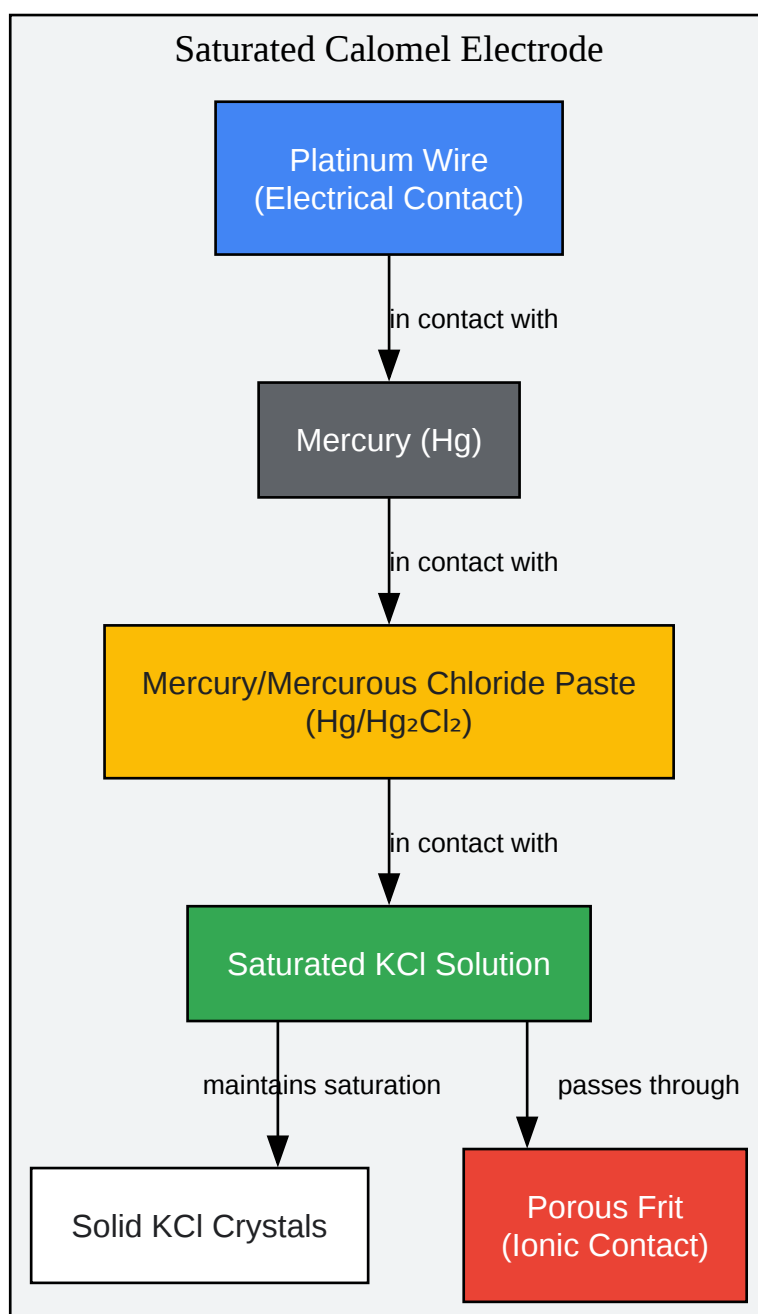 Saturated Calomel Electrode
Platinum Wire
(Electrical Contact)
in contact with
Mercury (Hg)
in contact with
Mercury/Mercurous Chloride Paste
(Hg/Hg₂Cl₂)
in contact with
Saturated KCl Solution
maintains saturation
passes through
Solid KCl Crystals
Porous Frit
(Ionic Contact)